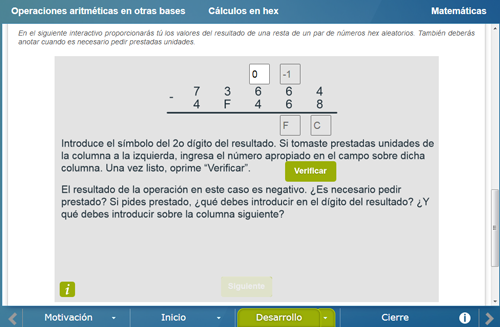 Operaciones aritméticas en otras bases Cálculos en hex Matemáticas
En el siguiente interactivo proporcionarás tú los valores del resultado de una resta de un par de números hex aleatorios. También deberás
anotar cuando es necesario pedir prestadas unidades.
0 -1
7 3 6 6 4
- 4 F 4 6 8
F C
Introduce el símbolo del 2o dígito del resultado. Si tomaste prestadas unidades de
la columna a la izquierda, ingresa el número apropiado en el campo sobre dicha
columna. Una vez listo, oprime "Verificar".
Verificar
El resultado de la operación en este caso es negativo. ¿Es necesario pedir
prestado? Si pides prestado, ¿qué debes introducir en el dígito del resultado? ¿Y
qué debes introducir sobre la columna siguiente?
i Siguiente
Motivación Inicio Desarrollo Cierre i